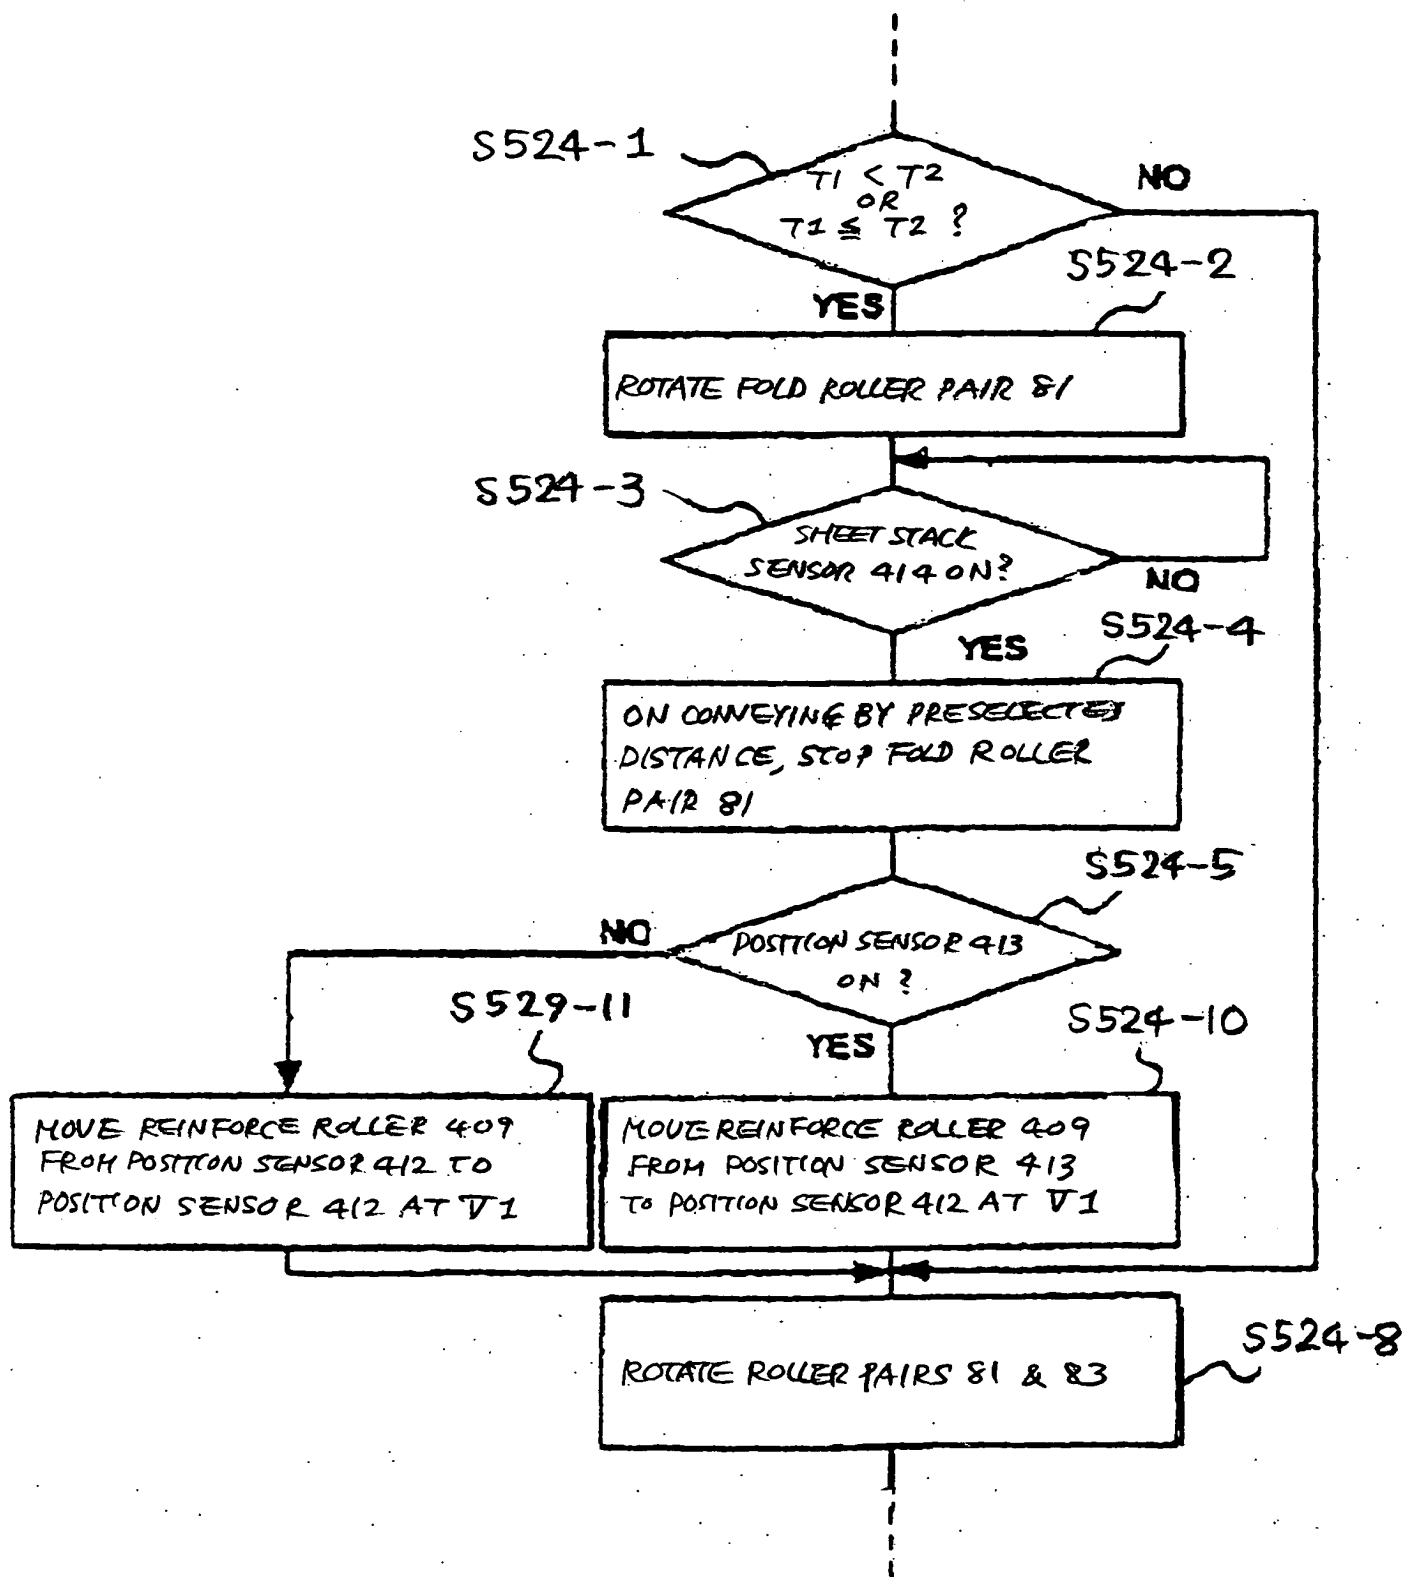 S524-1
T1 < T2
OR
T1 ≦ T2 ?
NO
YES
S524-2
ROTATE FOLD ROLLER PAIR 81
S524-3
SHEET STACK
SENSOR 414 ON?
NO
YES
S524-4
ON CONVEYING BY PRESELECTED
DISTANCE, STOP FOLD ROLLER
PAIR 81
S524-5
POSITION SENSOR 413
ON ?
NO
YES
S529-11
MOVE REINFORCE ROLLER 409
FROM POSITION SENSOR 412 TO
POSITION SENSOR 412 AT V1
S524-10
MOVE REINFORCE ROLLER 409
FROM POSITION SENSOR 413
TO POSITION SENSOR 412 AT V1
S524-8
ROTATE ROLLER PAIRS 81 & 83